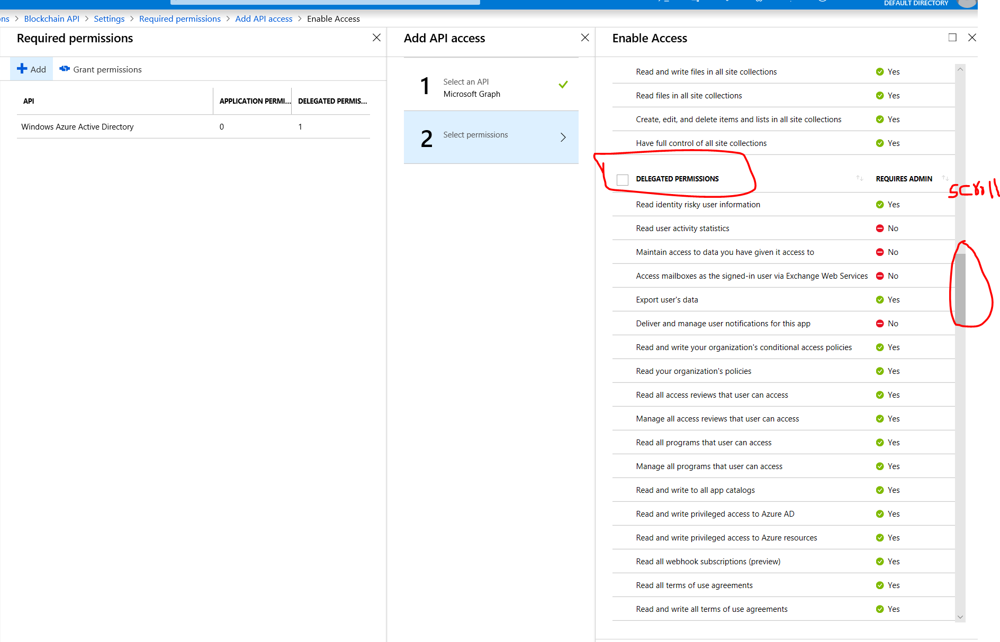 DEFAULT DIRECTORY
ns > Blockchain API > Settings > Required permissions > Add API access > Enable Access
Required permissions
Add
Grant permissions
API
APPLICATION PERMI...
DELEGATED PERMIS...
Windows Azure Active Directory
0
1
Add API access
1
Select an API
Microsoft Graph
2
Select permissions
Enable Access
Read and write files in all site collections Yes
Read files in all site collections Yes
Create, edit, and delete items and lists in all site collections Yes
Have full control of all site collections Yes
DELEGATED PERMISSIONS REQUIRES ADMIN
scroll
Read identity risky user information Yes
Read user activity statistics No
Maintain access to data you have given it access to No
Access mailboxes as the signed-in user via Exchange Web Services No
Export user's data Yes
Deliver and manage user notifications for this app No
Read and write your organization's conditional access policies Yes
Read your organization's policies Yes
Read all access reviews that user can access Yes
Manage all access reviews that user can access Yes
Read all programs that user can access Yes
Manage all programs that user can access Yes
Read and write to all app catalogs Yes
Read and write privileged access to Azure AD Yes
Read and write privileged access to Azure resources Yes
Read all webhook subscriptions (preview) Yes
Read all terms of use agreements Yes
Read and write all terms of use agreements Yes